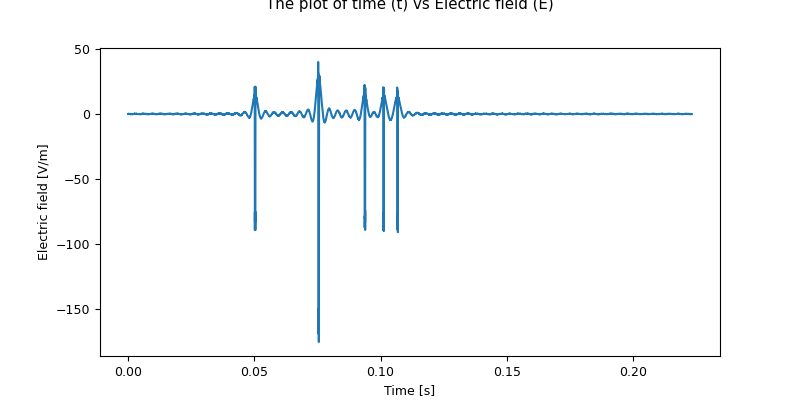 The plot of time (t) vs Electric field (E)
50
0
−50
−100
−150
Electric field [V/m]
0.00 0.05 0.10 0.15 0.20
Time [s]